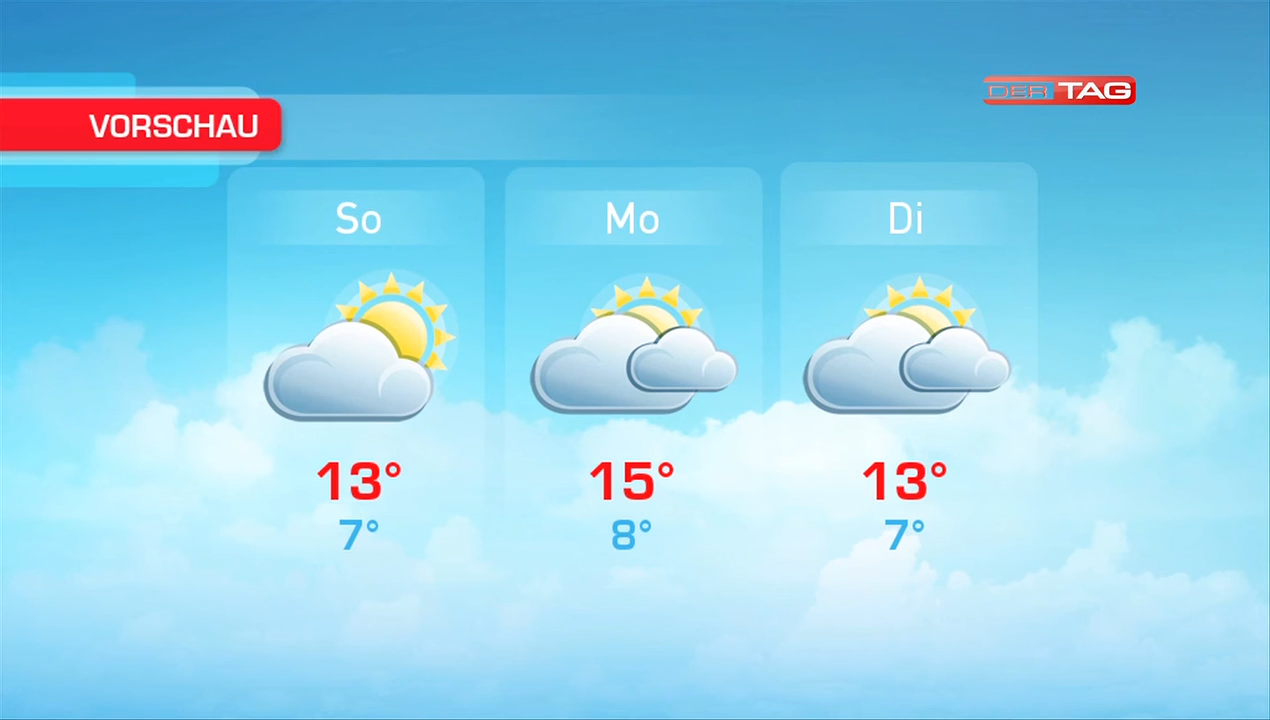 DER TAG
VORSCHAU
So Mo Di
13° 15° 13°
7° 8° 7°